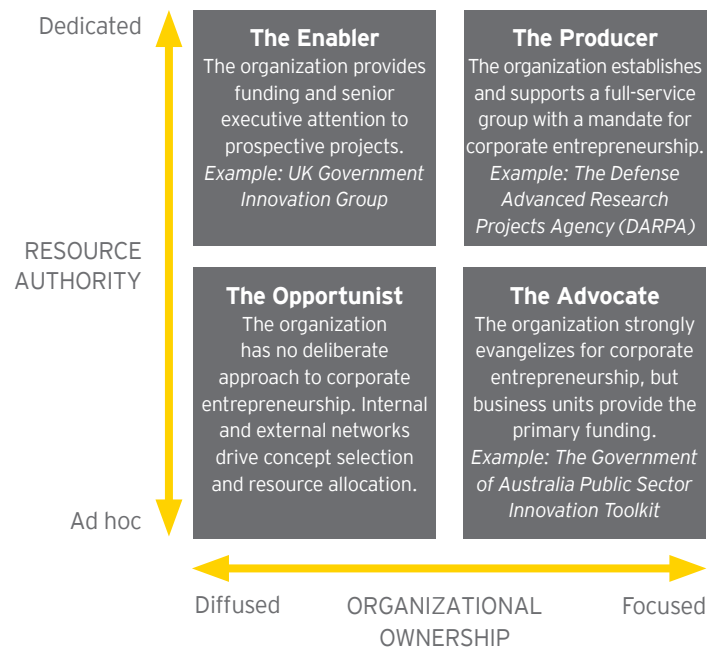 Dedicated
The Enabler
The organization provides
funding and senior
executive attention to
prospective projects.
Example: UK Government
Innovation Group
The Producer
The organization establishes
and supports a full-service
group with a mandate for
corporate entrepreneurship.
Example: The Defense
Advanced Research
Projects Agency (DARPA)
RESOURCE
AUTHORITY
The Opportunist
The organization
has no deliberate
approach to corporate
entrepreneurship. Internal
and external networks
drive concept selection
and resource allocation.
The Advocate
The organization strongly
evangelizes for corporate
entrepreneurship, but
business units provide the
primary funding.
Example: The Government
of Australia Public Sector
Innovation Toolkit
Ad hoc
Diffused
ORGANIZATIONAL
OWNERSHIP
Focused